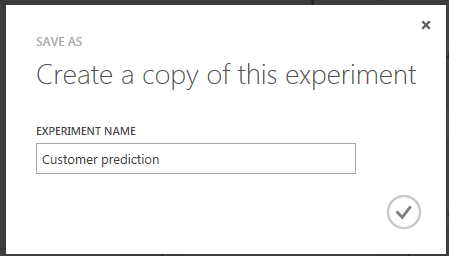 SAVE AS
Create a copy of this experiment
EXPERIMENT NAME
Customer prediction